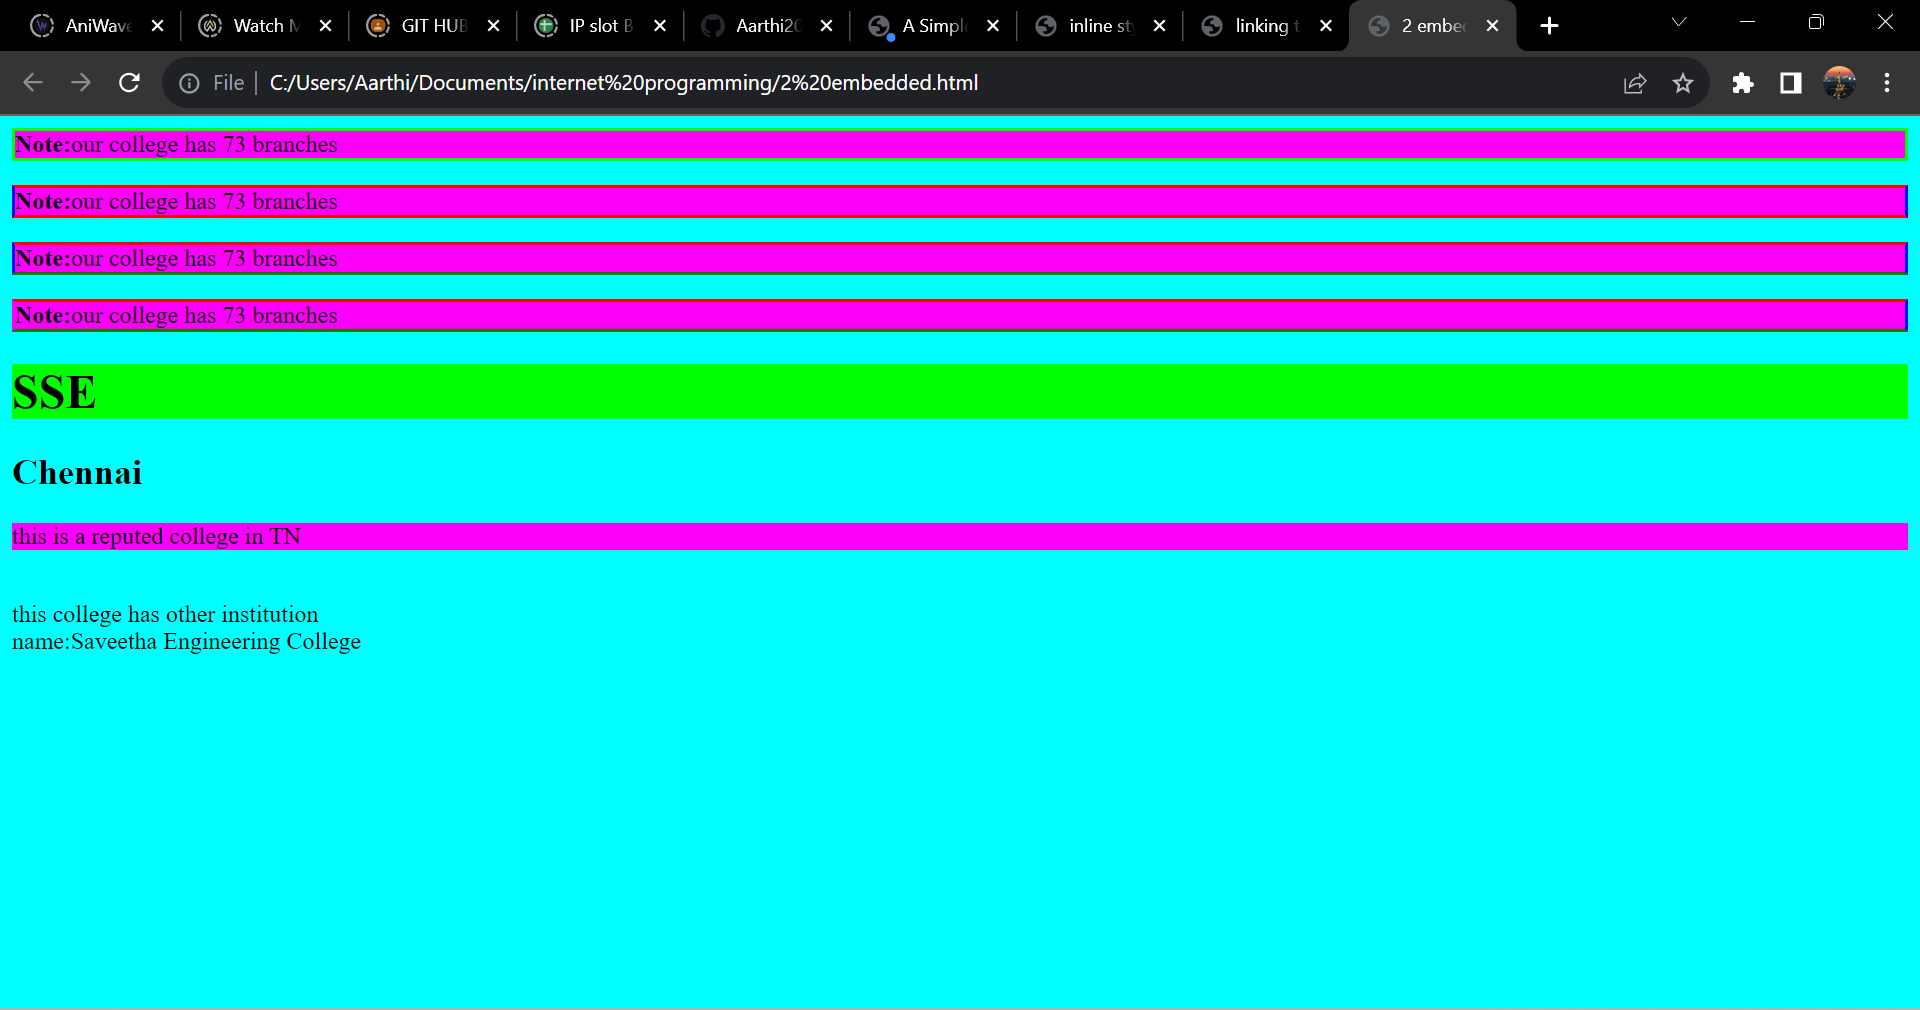 AniWave
Watch M
GIT HUB
IP slot B
Aarthi20
A Simple
inline st
linking t
2 embed
File
C:/Users/Aarthi/Documents/internet%20programming/2%20embedded.html
Note:our college has 73 branches
Note:our college has 73 branches
Note:our college has 73 branches
Note:our college has 73 branches
SSE
Chennai
this is a reputed college in TN
this college has other institution
name:Saveetha Engineering College